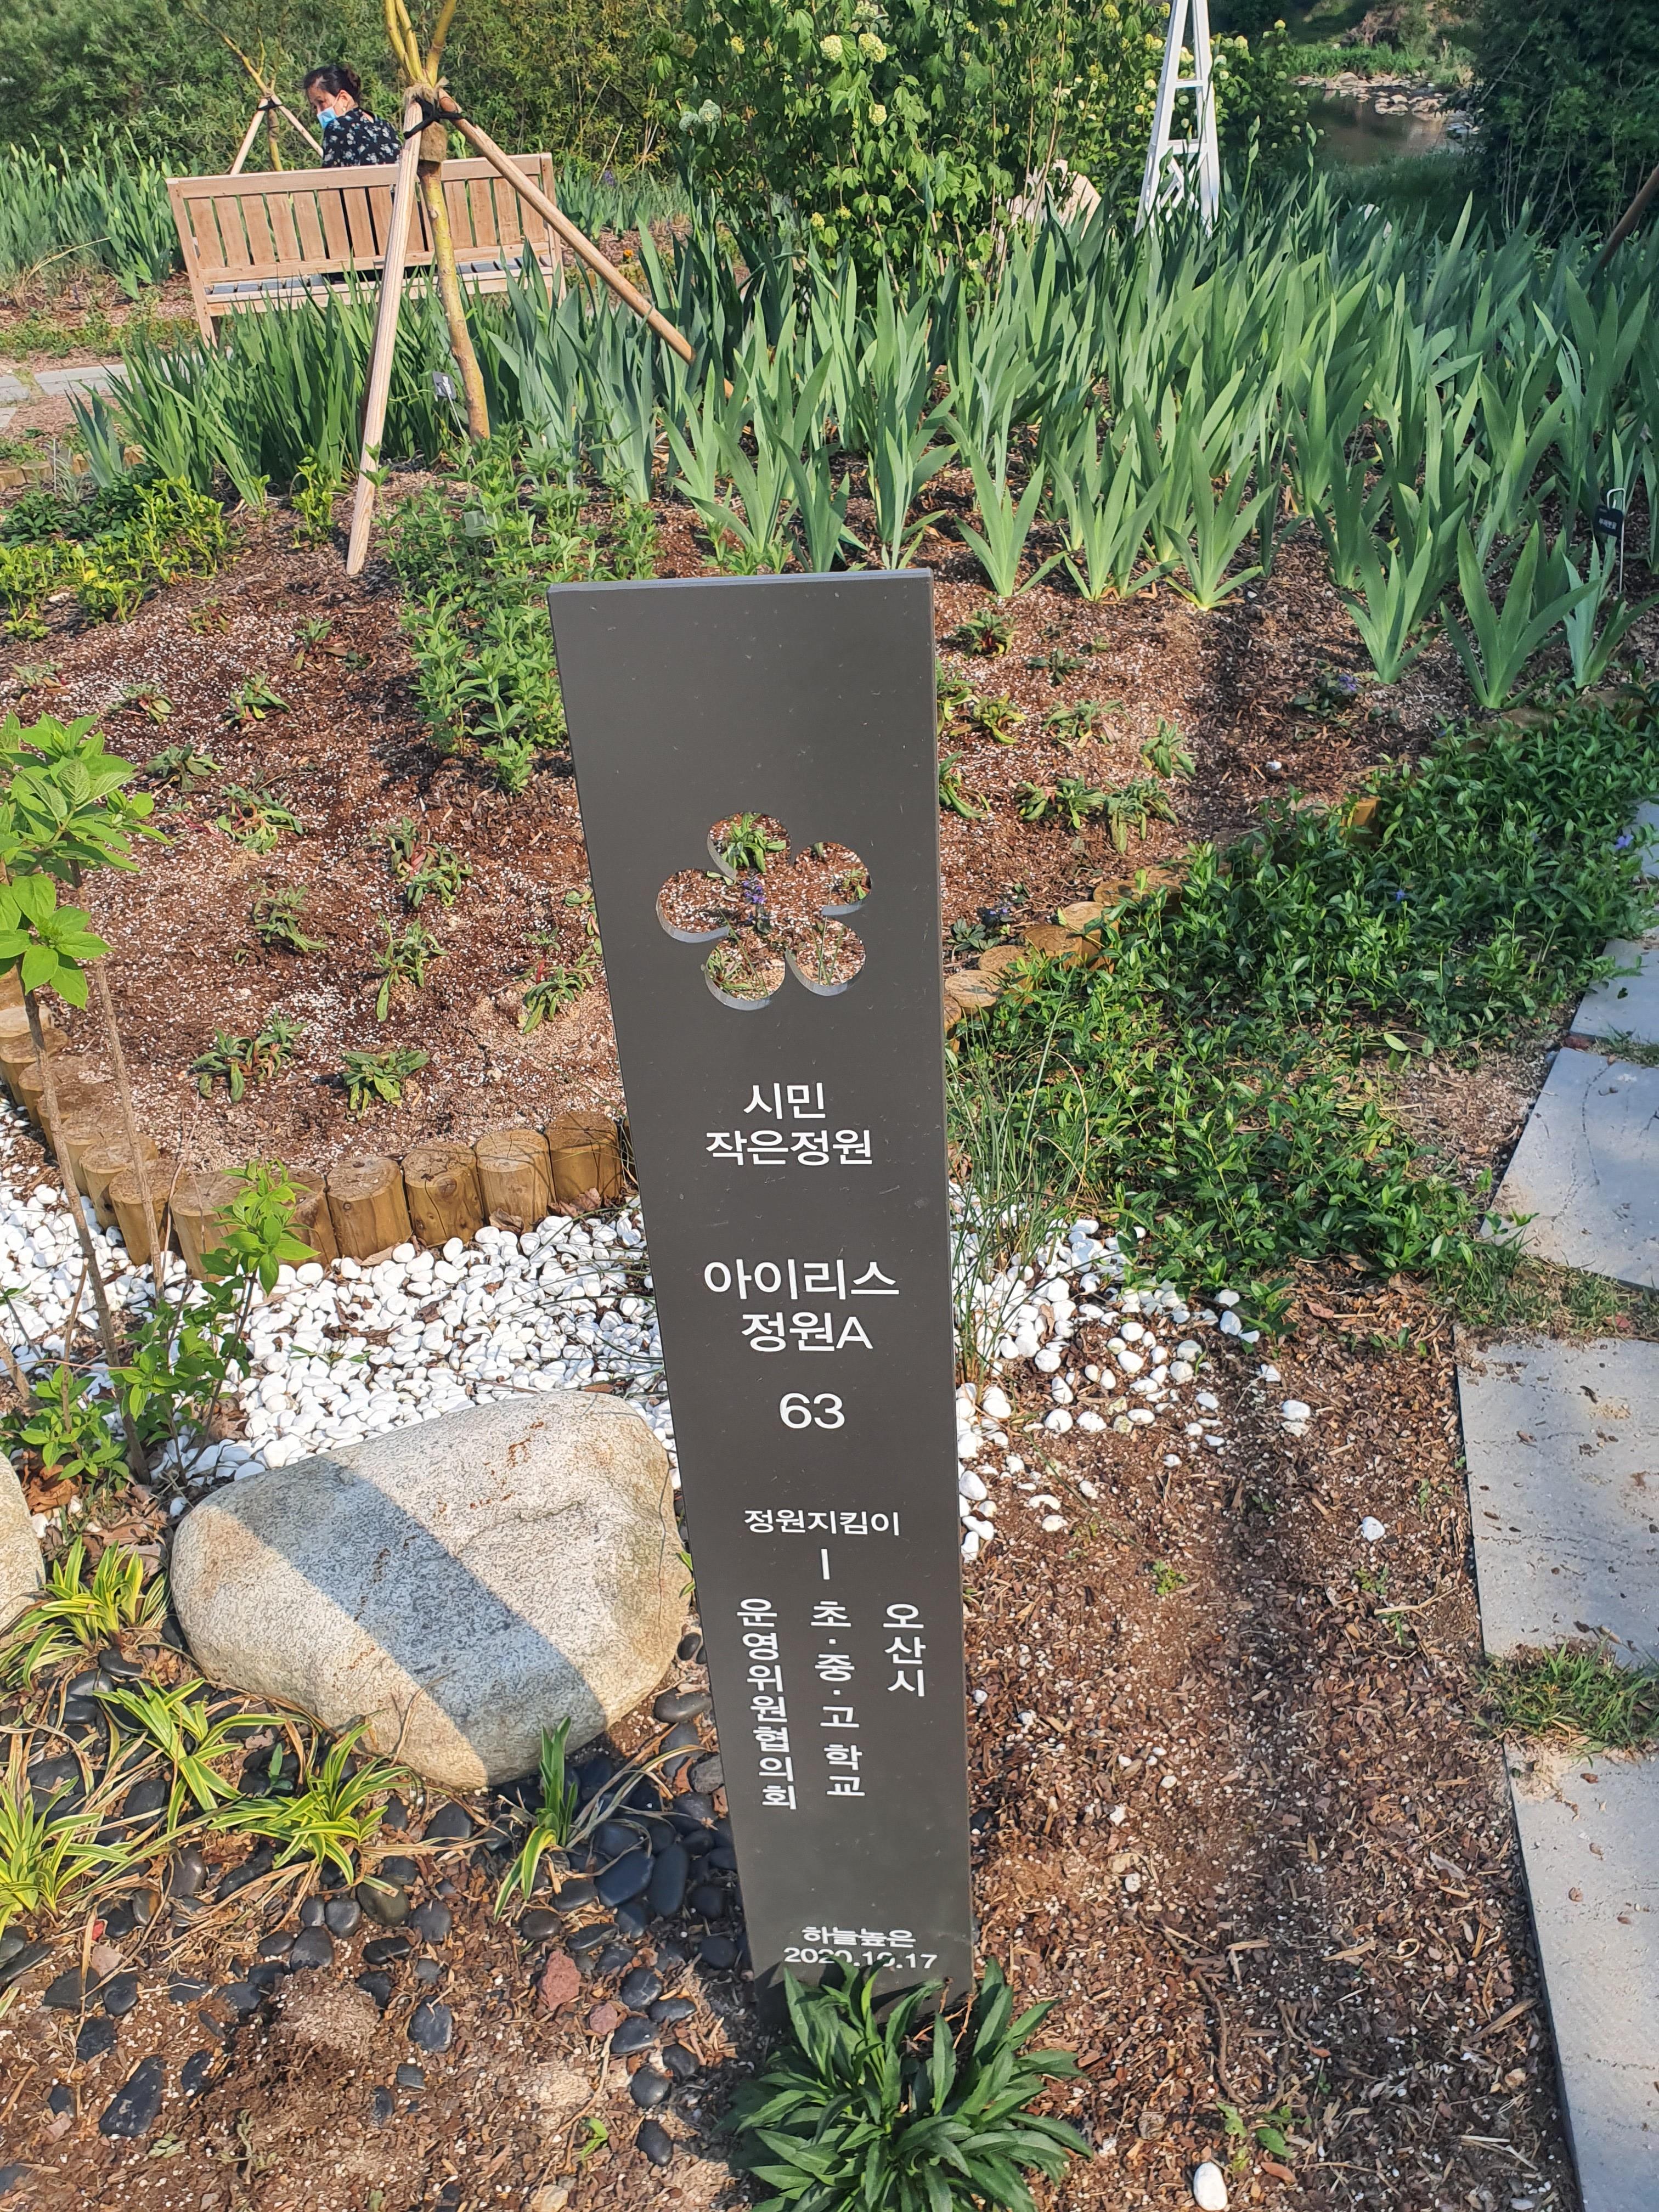 시민
작은정원
아이리스
정원A
63
정원지킴이
오산시
초·중·고 학교
운영위원협의회
하늘높은
2020.10.17